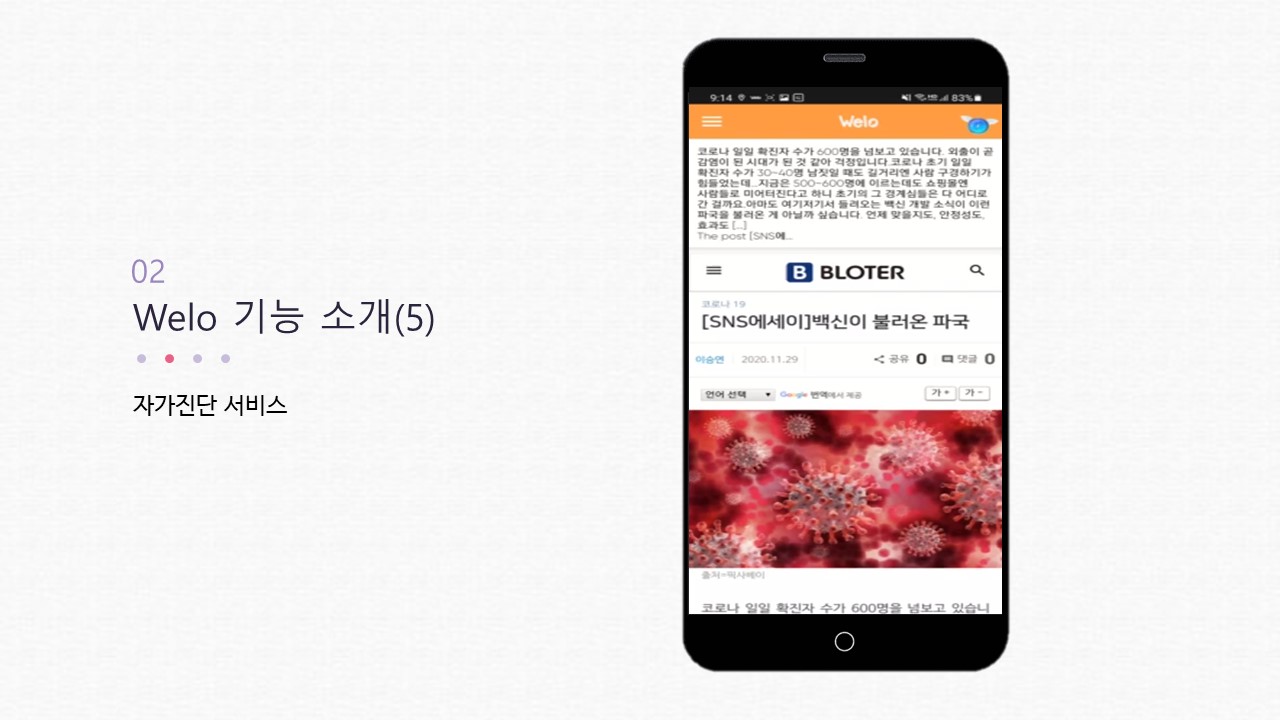 02
Welo 기능 소개(5)
자가진단 서비스
9:14
83%
Welo
코로나 일일 확진자 수가 600명을 넘보고 있습니다. 외출이 곧
감염이 된 시대가 된 것 같아 걱정입니다.코로나 초기 일일
확진자 수가 30~40명 남짓일 때도 길거리엔 사람 구경하기가
힘들었는데...지금은 500~600명에 이르는데도 쇼핑몰엔
사람들로 미어터진다고 하니 초기의 그 경계심들은 다 어디로
간 걸까요.아마도 여기저기서 들려오는 백신 개발 소식이 이런
파국을 불러온 게 아닐까 싶습니다. 언제 맞을지도, 안정성도,
효과도 [...]
The post [SNS에...
B BLOTER
코로나 19
[SNS에세이]백신이 불러온 파국
이승연 2020.11.29 공유 0 댓글 0
언어 선택 ▼ Google 번역에서 제공 가 + 가 -
출처=픽사베이
코로나 일일 확진자 수가 600명을 넘보고 있습니